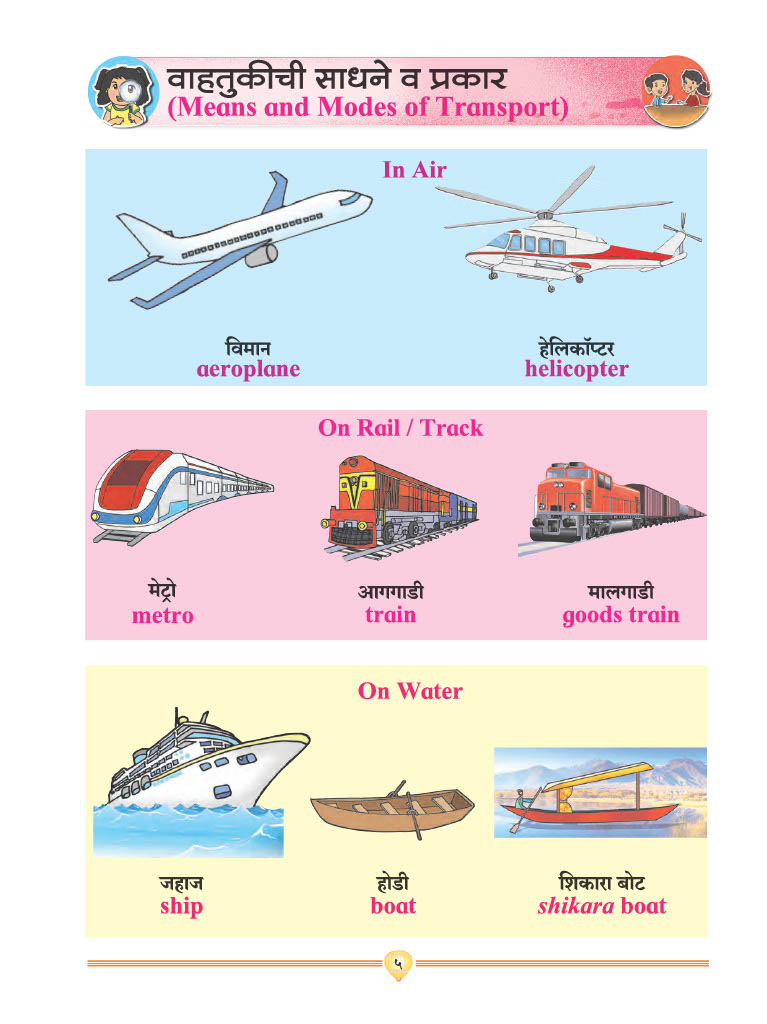 वाहतुकीची साधने व प्रकार
(Means and Modes of Transport)
In Air
विमान
aeroplane
हेलिकॉप्टर
helicopter
On Rail / Track
मेट्रो
metro
आगगाडी
train
मालगाडी
goods train
On Water
जहाज
ship
होडी
boat
शिकारा बोट
shikara boat
५